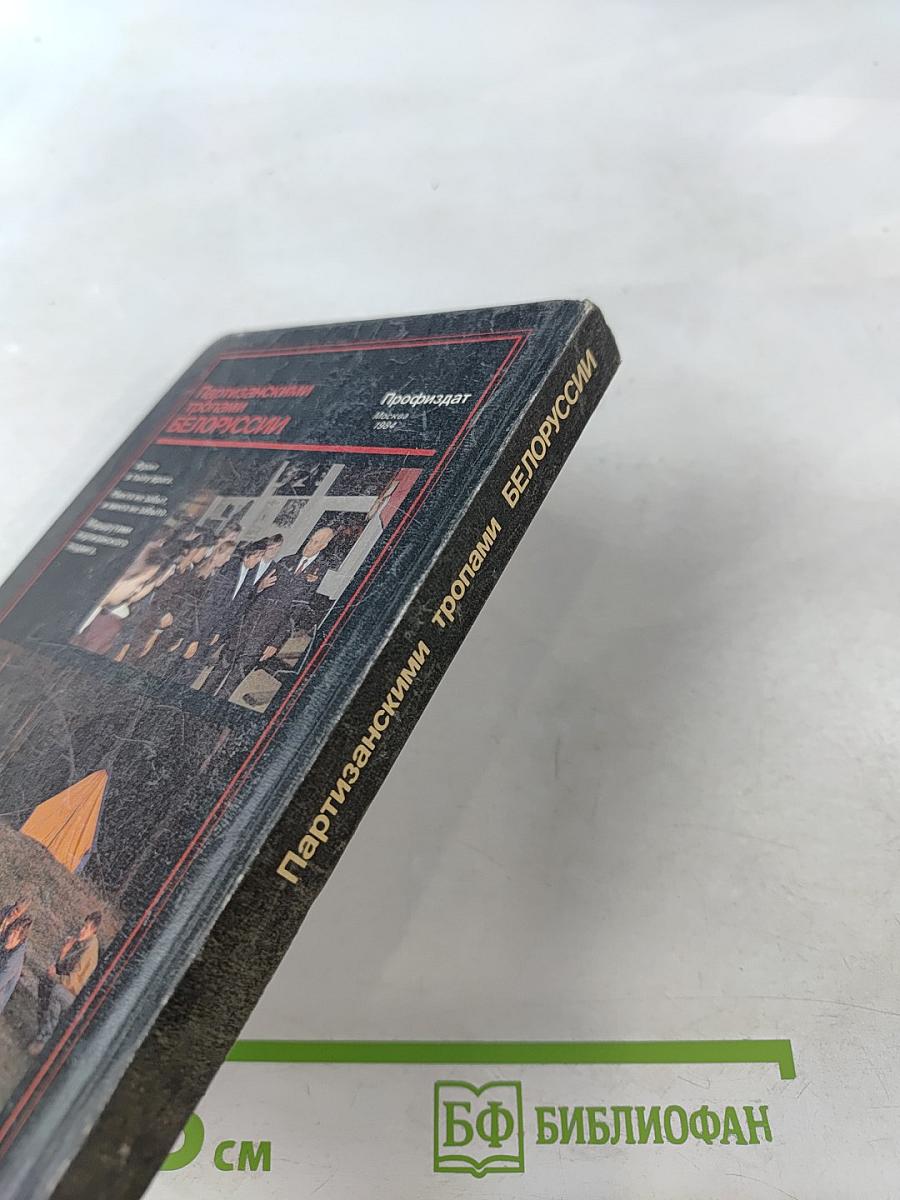 Партизанскими
тропами
БЕЛОРУССИИ
Профиздат
Москва
1984
Партизанскими тропами БЕЛОРУССИИ
см
БФ БИБЛИОФАН